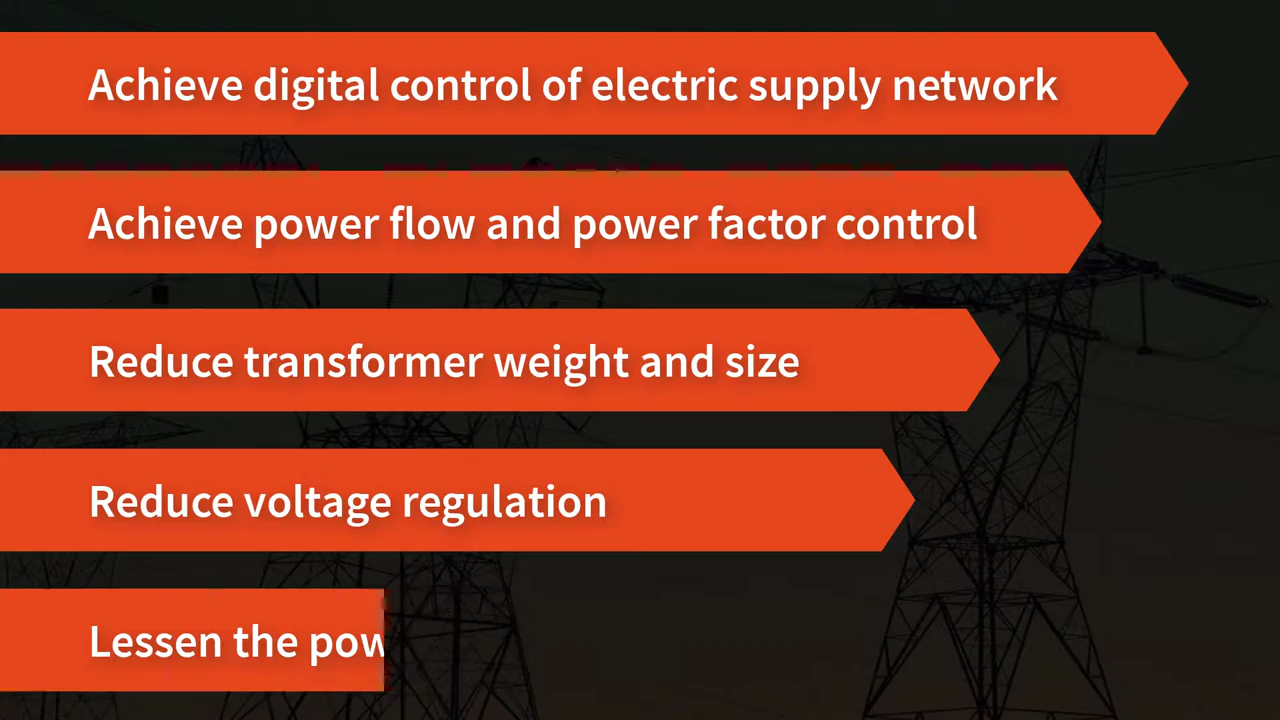 Achieve digital control of electric supply network
Achieve power flow and power factor control
Reduce transformer weight and size
Reduce voltage regulation
Lessen the pow